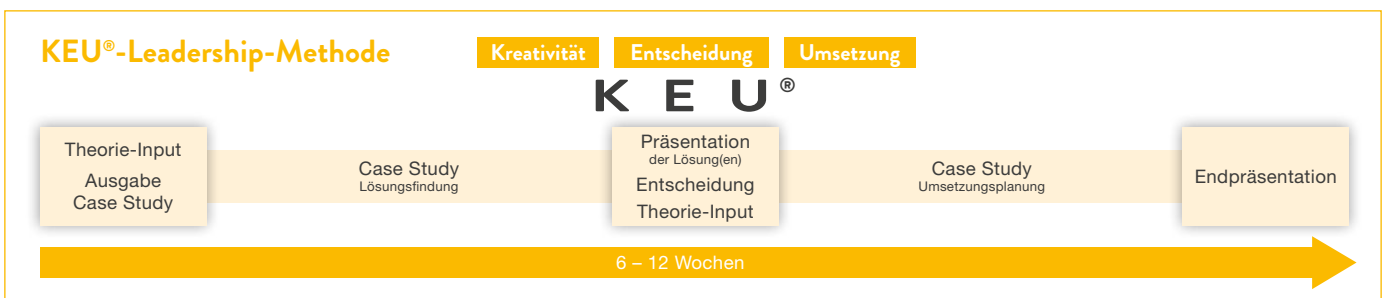 KEU®-Leadership-Methode
Kreativität Entscheidung Umsetzung
K E U®
Theorie-Input
Ausgabe
Case Study
Case Study
Lösungsfindung
Präsentation
der Lösung(en)
Entscheidung
Theorie-Input
Case Study
Umsetzungsplanung
Endpräsentation
6 – 12 Wochen